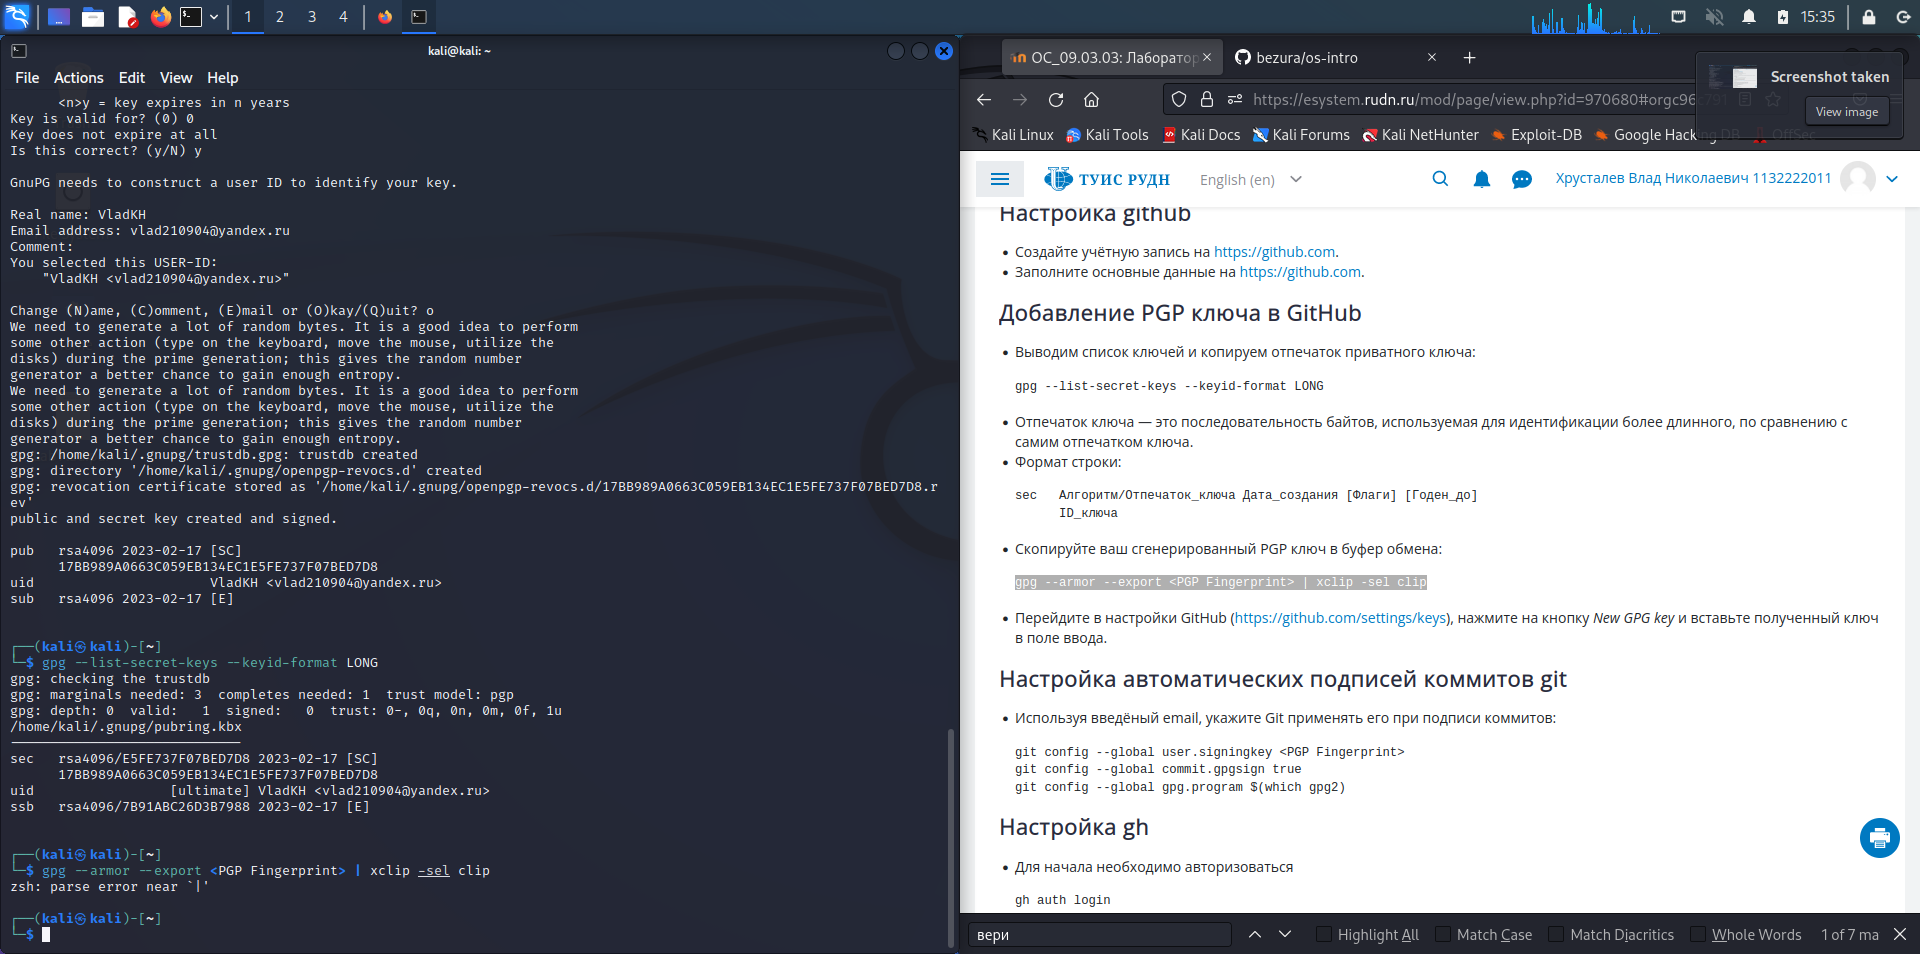 1 2 3 4 15:35
kali@kali: ~
File Actions Edit View Help
<n>y = key expires in n years
Key is valid for? (0) 0
Key does not expire at all
Is this correct? (y/N) y
GnuPG needs to construct a user ID to identify your key.
Real name: VladKH
Email address: vlad210904@yandex.ru
Comment:
You selected this USER-ID:
"VladKH <vlad210904@yandex.ru>"
Change (N)ame, (C)omment, (E)mail or (O)kay/(Q)uit? o
We need to generate a lot of random bytes. It is a good idea to perform
some other action (type on the keyboard, move the mouse, utilize the
disks) during the prime generation; this gives the random number
generator a better chance to gain enough entropy.
We need to generate a lot of random bytes. It is a good idea to perform
some other action (type on the keyboard, move the mouse, utilize the
disks) during the prime generation; this gives the random number
generator a better chance to gain enough entropy.
gpg: /home/kali/.gnupg/trustdb.gpg: trustdb created
gpg: directory '/home/kali/.gnupg/openpgp-revocs.d' created
gpg: revocation certificate stored as '/home/kali/.gnupg/openpgp-revocs.d/17BB989A0663C059EB134EC1E5FE737F07BED7D8.r
ev'
public and secret key created and signed.
pub rsa4096 2023-02-17 [SC]
17BB989A0663C059EB134EC1E5FE737F07BED7D8
uid VladKH <vlad210904@yandex.ru>
sub rsa4096 2023-02-17 [E]
┌──(kali㉿kali)-[~]
└─$ gpg --list-secret-keys --keyid-format LONG
gpg: checking the trustdb
gpg: marginals needed: 3 completes needed: 1 trust model: pgp
gpg: depth: 0 valid: 1 signed: 0 trust: 0-, 0q, 0n, 0m, 0f, 1u
/home/kali/.gnupg/pubring.kbx
-----------------------------
sec rsa4096/E5FE737F07BED7D8 2023-02-17 [SC]
17BB989A0663C059EB134EC1E5FE737F07BED7D8
uid [ultimate] VladKH <vlad210904@yandex.ru>
ssb rsa4096/7B91ABC26D3B7988 2023-02-17 [E]
┌──(kali㉿kali)-[~]
└─$ gpg --armor --export <PGP Fingerprint> | xclip -sel clip
zsh: parse error near `|'
┌──(kali㉿kali)-[~]
└─$
ОС_09.03.03: Лаборатор
bezura/os-intro
Screenshot taken
View image
https://esystem.rudn.ru/mod/page/view.php?id=970680#orgc96c791
Kali Linux Kali Tools Kali Docs Kali Forums Kali NetHunter Exploit-DB Google Hacking DB OffSec
ТУИС РУДН English (en) Хрусталев Влад Николаевич 1132222011
Настройка github
Создайте учётную запись на https://github.com.
Заполните основные данные на https://github.com.
Добавление PGP ключа в GitHub
Выводим список ключей и копируем отпечаток приватного ключа:
gpg --list-secret-keys --keyid-format LONG
Отпечаток ключа — это последовательность байтов, используемая для идентификации более длинного, по сравнению с
самим отпечатком ключа.
Формат строки:
sec Алгоритм/Отпечаток_ключа Дата_создания [Флаги] [Годен_до]
ID_ключа
Скопируйте ваш сгенерированный PGP ключ в буфер обмена:
gpg --armor --export <PGP Fingerprint> | xclip -sel clip
Перейдите в настройки GitHub (https://github.com/settings/keys), нажмите на кнопку New GPG key и вставьте полученный ключ
в поле ввода.
Настройка автоматических подписей коммитов git
Используя введёный email, укажите Git применять его при подписи коммитов:
git config --global user.signingkey <PGP Fingerprint>
git config --global commit.gpgsign true
git config --global gpg.program $(which gpg2)
Настройка gh
Для начала необходимо авторизоваться
gh auth login
вери Highlight All Match Case Match Diacritics Whole Words 1 of 7 ma